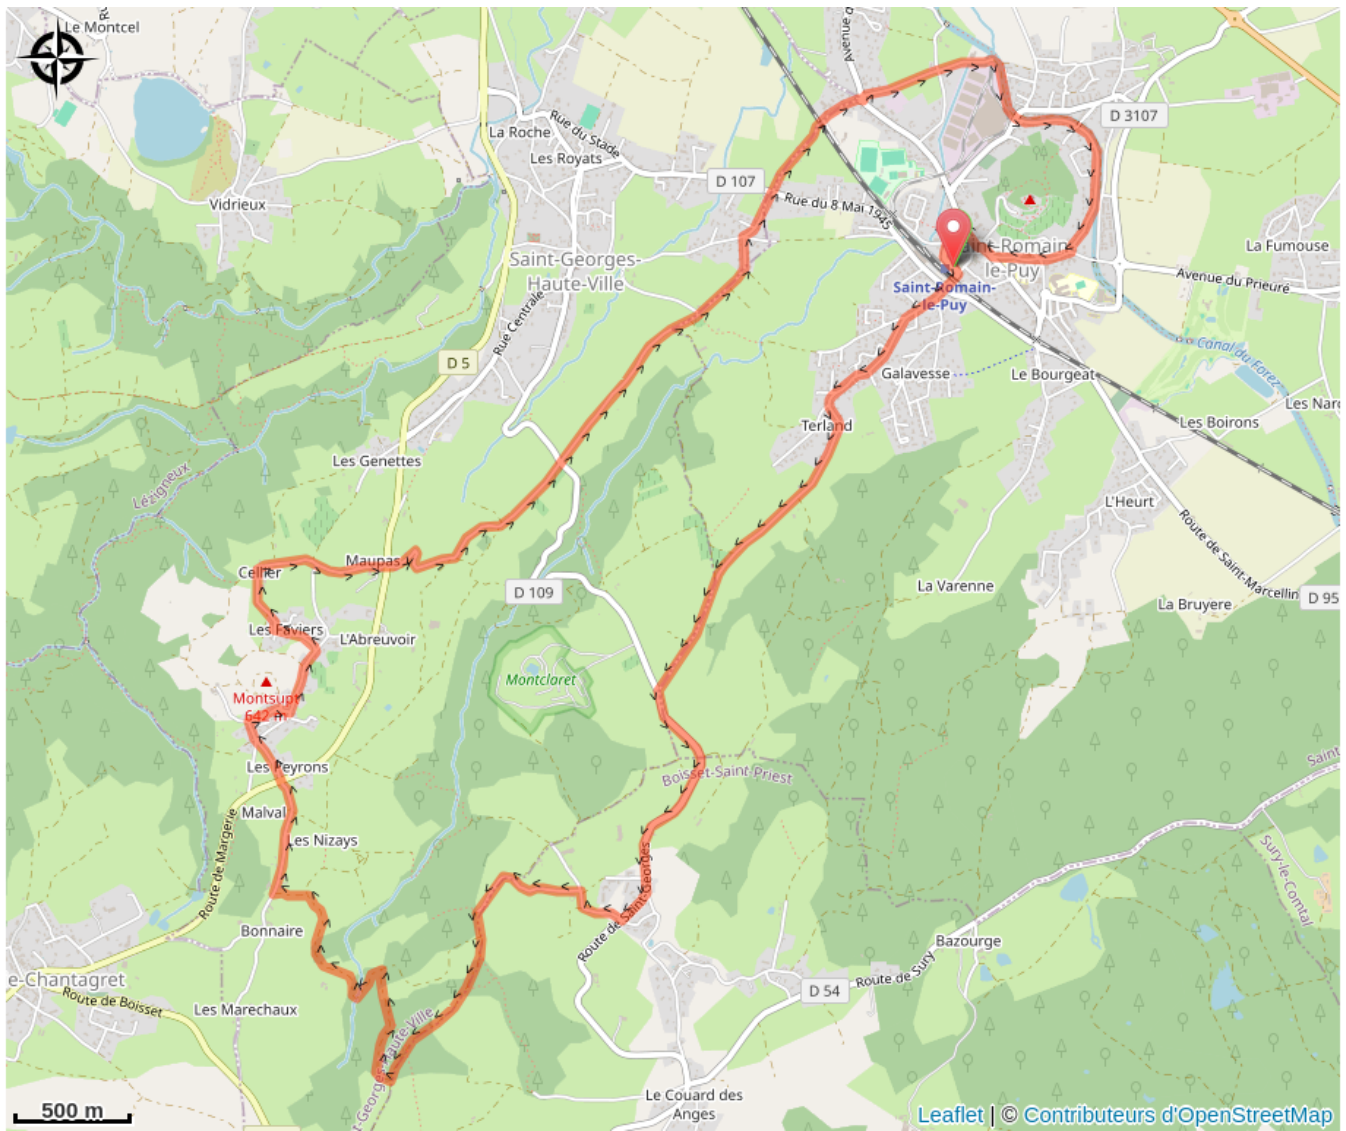 Le Montcel
Avenue d
La Roche
Rue du Stade
Les Royats
D 3107
D 107
Rue du 8 Mai 1945
Vidrieux
Saint-Georges-
Haute-Ville
aint-Romain
le-Puy
La Fumouse
Avenue du Prieuré
Saint-Romain-
le-Puy
Rue Centrale
D 5
Canal du Forez
Galavesse
Le Bourgeat
Les Narc
Terland
Les Boirons
Les Genettes
Lézigneux
L'Heurt
Route de Saint-Marcellin
Maupas
Cellier
D 109
La Varenne
D 95
La Bruyere
Les Faviers
L'Abreuvoir
Montclaret
Montsupt
642 m
Les Peyrons
Boisset-Saint-Priest
Saint
Malval
Route de Margerie
Les Nizays
Sury-le-Comtal
Route de Saint-Georges
Bonnaire
Bazourge
Route de Sury
e-Chantagret
D 54
Route de Boisset
Les Marechaux
t-Georges-Haute-Ville
Le Couard des
Anges
500 m
Leaflet | © Contributeurs d'OpenStreetMap